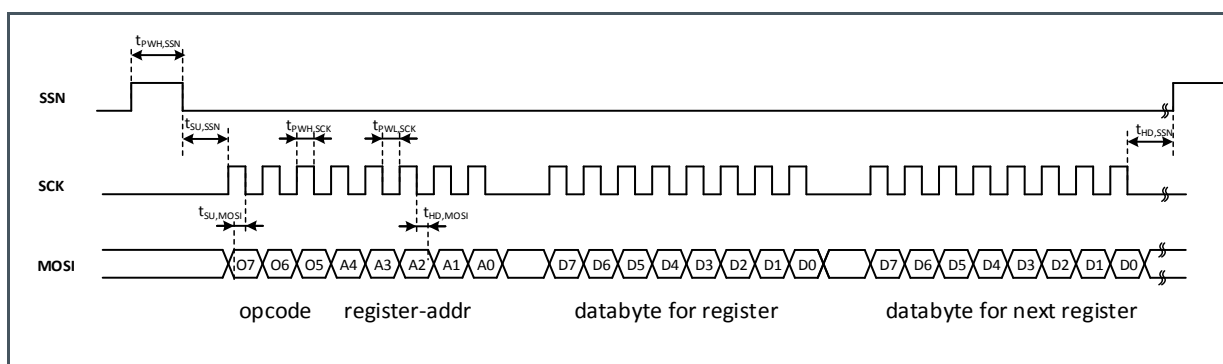 tPWH,SSN
SSN
tSU,SSN tPWH,SCK tPWL,SCK tHD,SSN
SCK
tSU,MOSI tHD,MOSI
MOSI O7 O6 O5 A4 A3 A2 A1 A0 D7 D6 D5 D4 D3 D2 D1 D0 D7 D6 D5 D4 D3 D2 D1 D0
opcode register-addr databyte for register databyte for next register